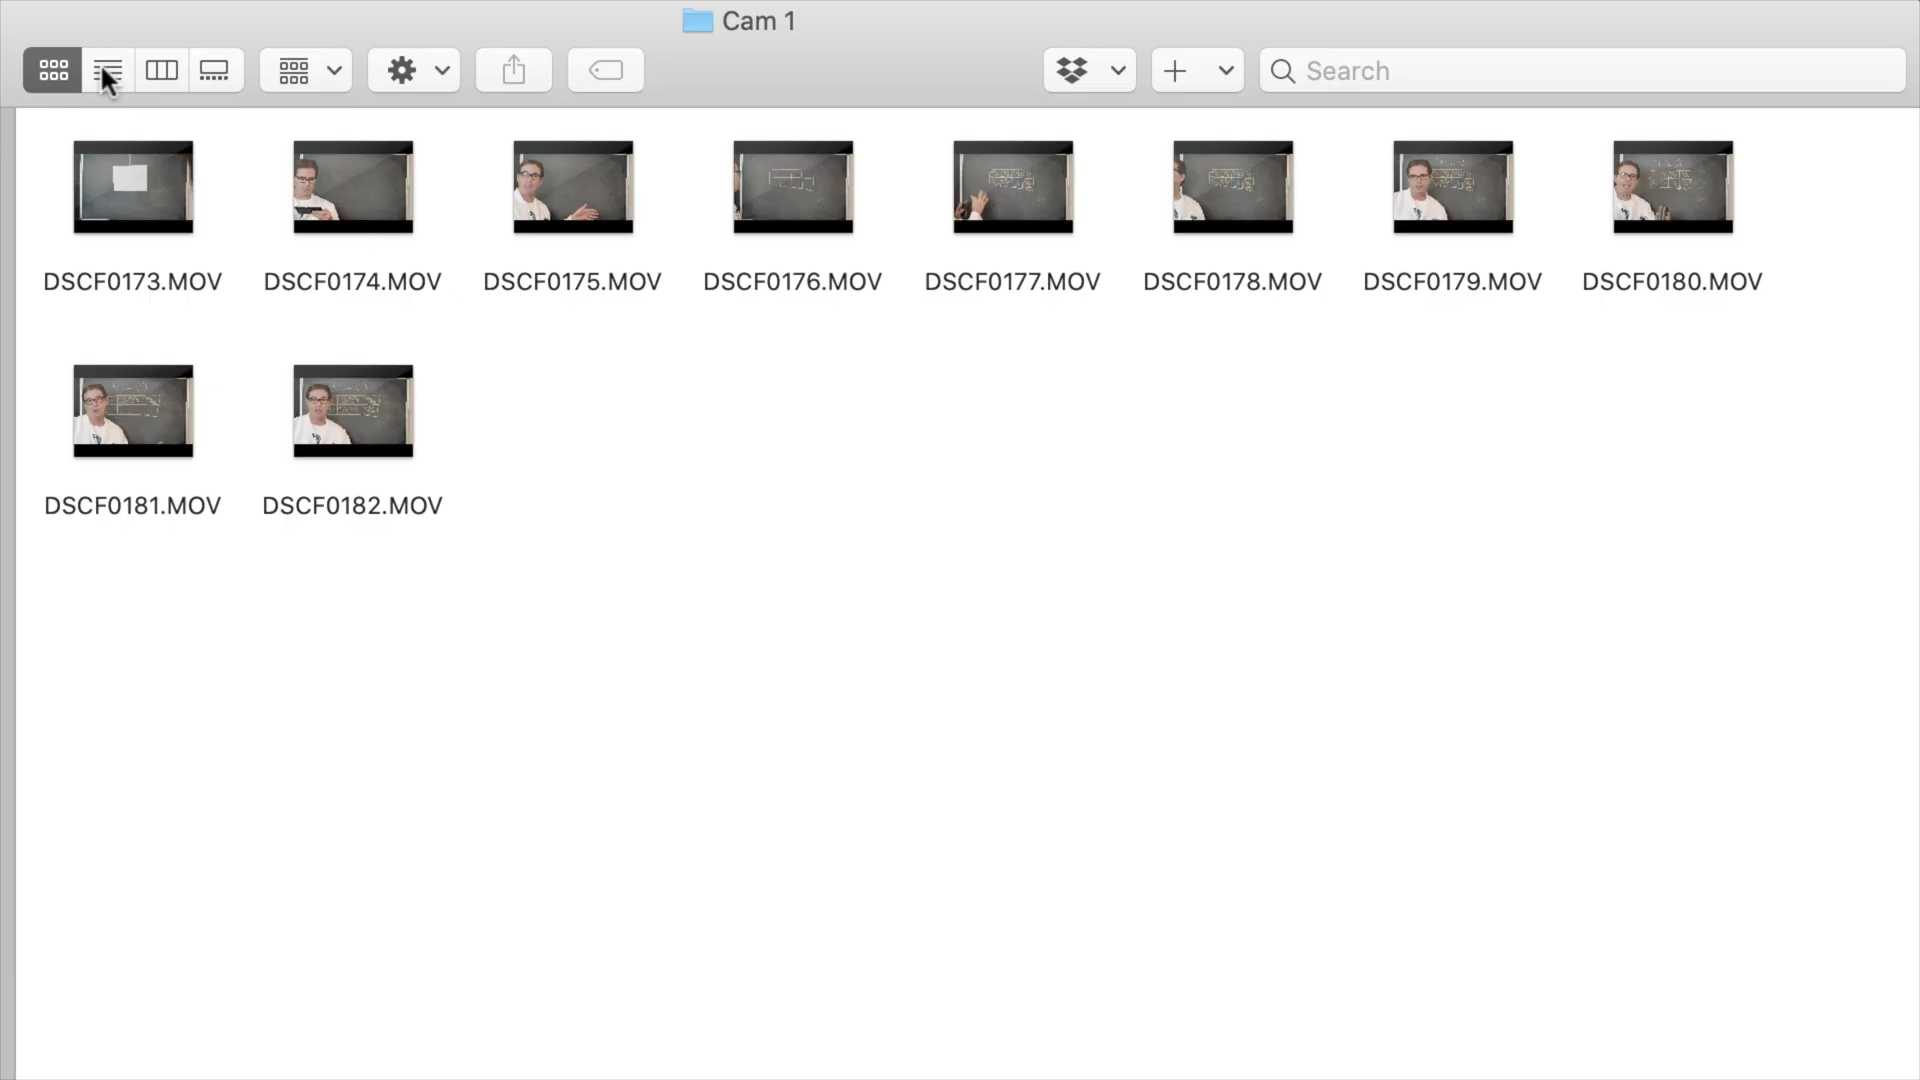 Cam 1
Search
DSCF0173.MOV DSCF0174.MOV DSCF0175.MOV DSCF0176.MOV DSCF0177.MOV DSCF0178.MOV DSCF0179.MOV DSCF0180.MOV
DSCF0181.MOV DSCF0182.MOV